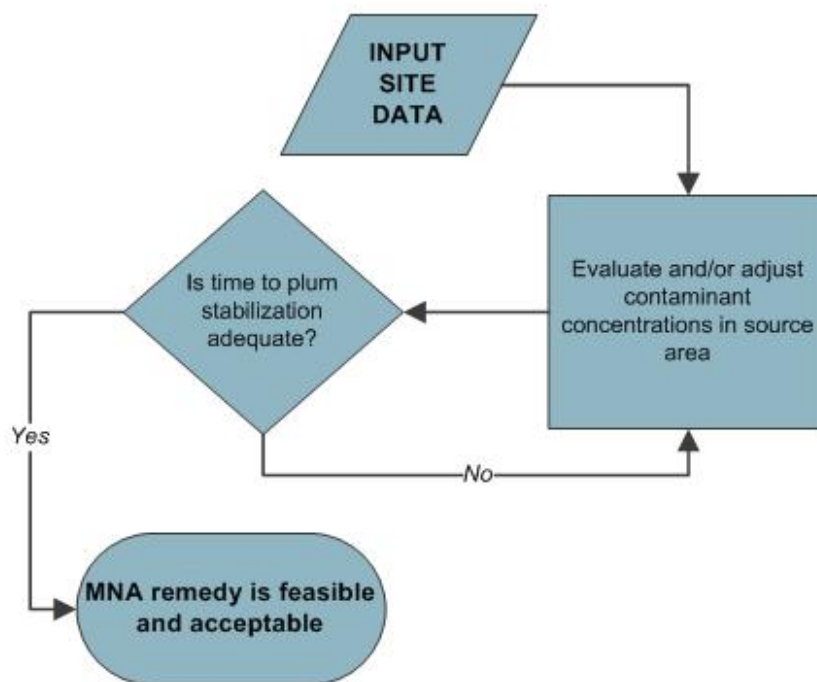 INPUT
SITE
DATA
Is time to plum
stabilization
adequate?
Evaluate and/or adjust
contaminant
concentrations in source
area
Yes
No
MNA remedy is feasible
and acceptable